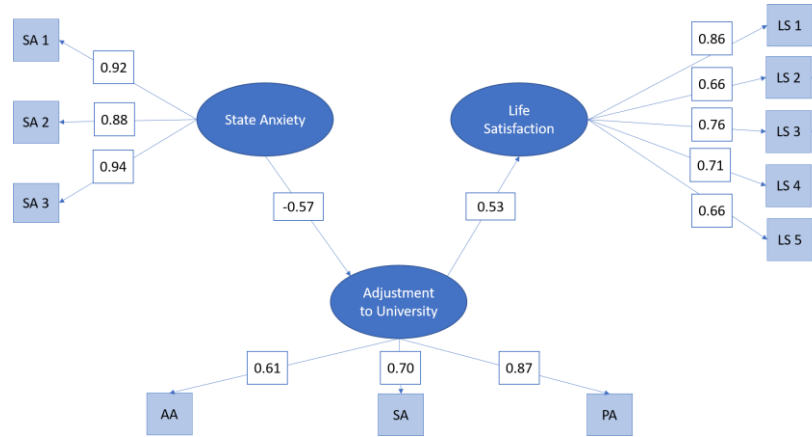 SA 1
0.92
SA 2
0.88
SA 3
0.94
State Anxiety
Life
Satisfaction
0.86
LS 1
0.66
LS 2
0.76
LS 3
0.71
LS 4
0.66
LS 5
-0.57
0.53
Adjustment
to University
0.61
0.70
0.87
AA
SA
PA